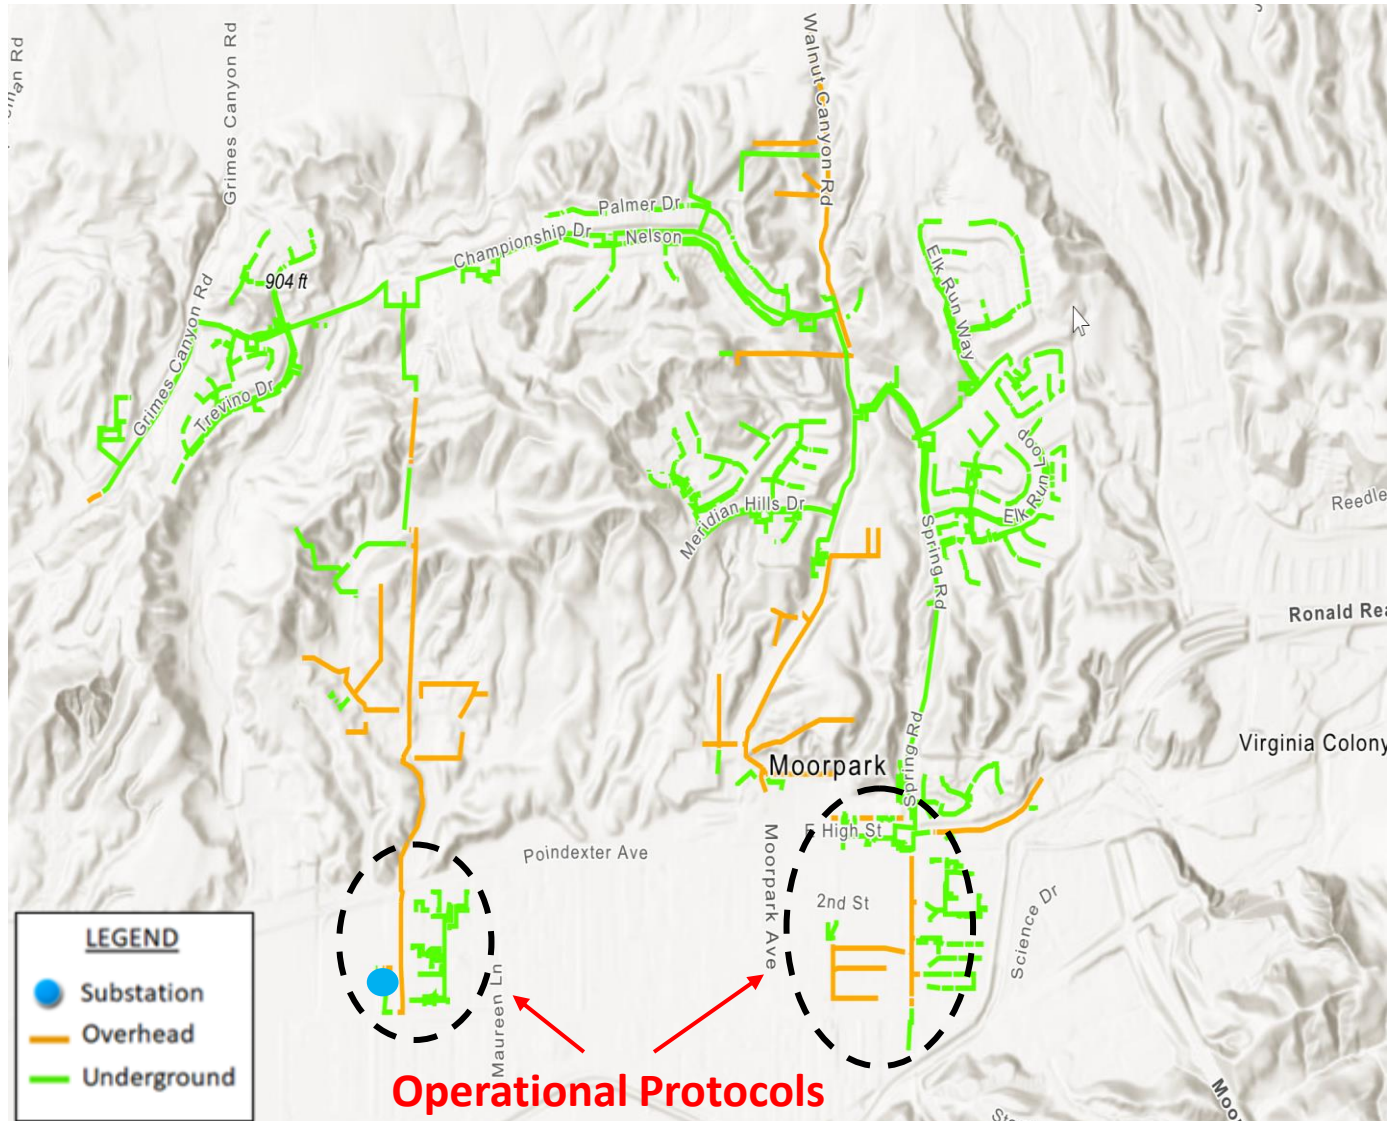 Grimes Canyon Rd
Walnut Canyon Rd
Palmer Dr
Championship Dr
Nelson
904 ft
Elk Run Way
Grimes Canyon Rd
Trevino Dr
Elk Run Loop
Reedle
Meridian Hills Dr
Spring Rd
Ronald Rea
Spring Rd
Virginia Colony
Moorpark
E High St
Poindexter Ave
Moorpark Ave
2nd St
Science Dr
Maureen Ln
LEGEND
Substation
Overhead
Underground
Operational Protocols
Moor